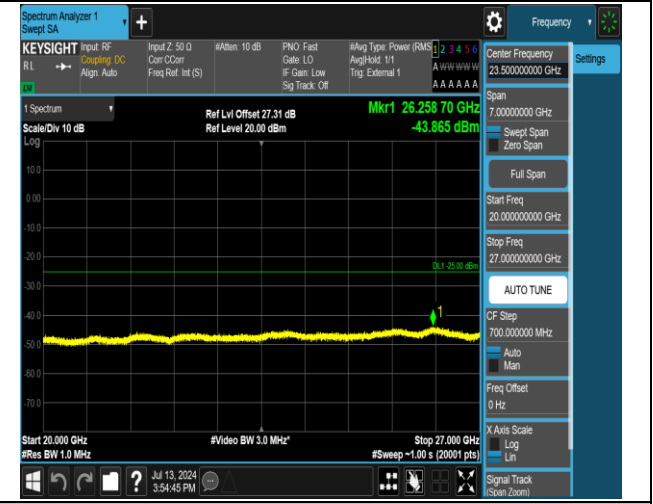 Spectrum Analyzer 1
Swept SA
+
Frequency
KEYSIGHT
RL
LXI
Input: RF
Coupling: DC
Align: Auto
Input Z: 50 Ω
Corr CCorr
Freq Ref: Int (S)
#Atten: 10 dB
PNO: Fast
Gate: LO
IF Gain: Low
Sig Track: Off
#Avg Type: Power (RMS
Avg|Hold: 1/1
Trig: External 1
1 2 3 4 5 6
A W W W W W
A A A A A A
Center Frequency
23.500000000 GHz
Settings
Span
7.00000000 GHz
Swept Span
Zero Span
Full Span
Start Freq
20.000000000 GHz
Stop Freq
27.000000000 GHz
AUTO TUNE
CF Step
700.000000 MHz
Auto
Man
Freq Offset
0 Hz
X Axis Scale
Log
Lin
Signal Track
(Span Zoom)
1 Spectrum
Scale/Div 10 dB
Log
Ref Lvl Offset 27.31 dB
Ref Level 20.00 dBm
Mkr1 26.258 70 GHz
-43.865 dBm
10.0
0.00
-10.0
-20.0
DL1 -25.00 dBm
-30.0
-40.0
1
-50.0
-60.0
-70.0
Start 20.000 GHz
#Res BW 1.0 MHz
#Video BW 3.0 MHz*
Stop 27.000 GHz
#Sweep ~1.00 s (20001 pts)
?
Jul 13, 2024
3:54:45 PM